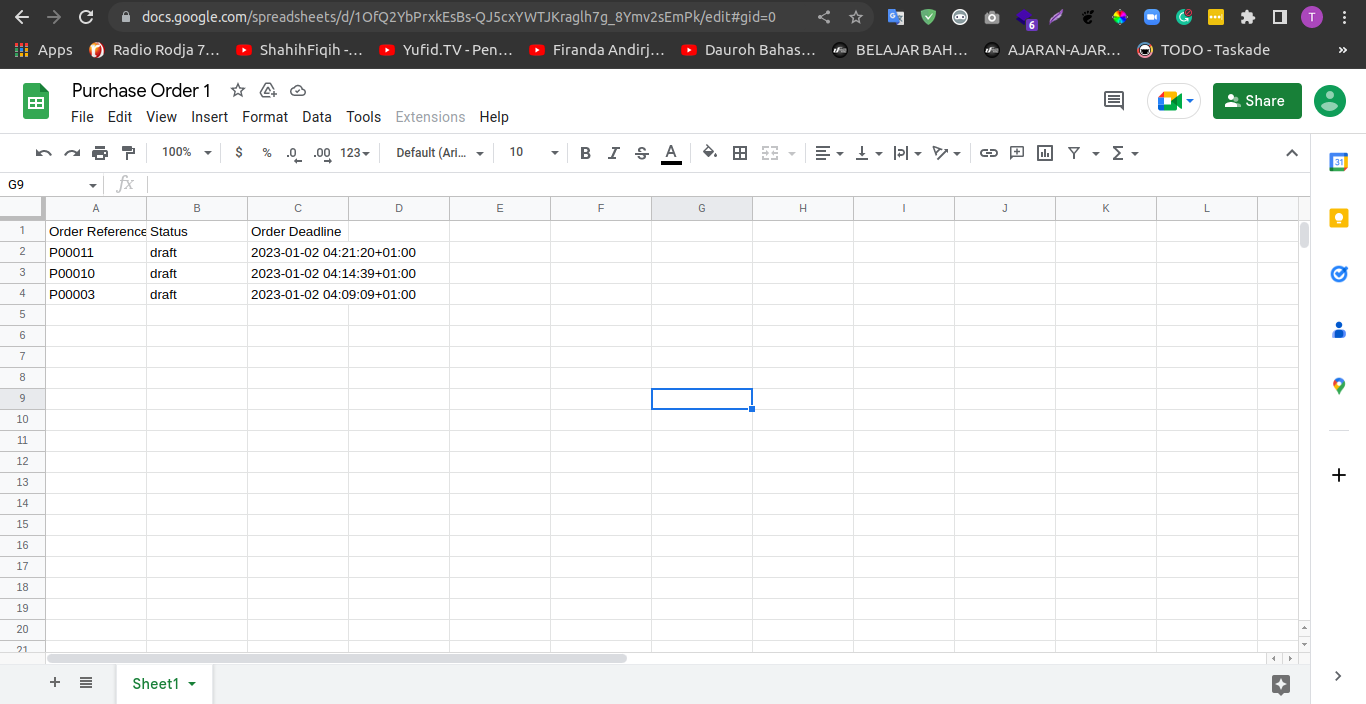 docs.google.com/spreadsheets/d/1OfQ2YbPrxkEsBs-QJ5cxYWTJKraglh7g_8Ymv2sEmPk/edit#gid=0
6
T
Apps
Radio Rodja 7...
ShahihFiqih -...
Yufid.TV - Pen...
Firanda Andirj...
Dauroh Bahas...
BELAJAR BAH...
AJARAN-AJAR...
TODO - Taskade
»
Purchase Order 1
File Edit View Insert Format Data Tools Extensions Help
Share
100% $ % .0 .00 123 Default (Ari... 10 B I S A Σ
31
G9 fx
A B C D E F G H I J K L
1 Order Reference Status Order Deadline
2 P00011 draft 2023-01-02 04:21:20+01:00
3 P00010 draft 2023-01-02 04:14:39+01:00
4 P00003 draft 2023-01-02 04:09:09+01:00
5
6
7
8
9
10
11
12
13
14
15
16
17
18
19
20
21
Sheet1